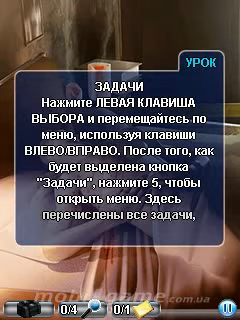 УРОК
ЗАДАЧИ
Нажмите ЛЕВАЯ КЛАВИША
ВЫБОРА и перемещайтесь по
меню, используя клавиши
ВЛЕВО/ВПРАВО. После того, как
будет выделена кнопка
"Задачи", нажмите 5, чтобы
открыть меню. Здесь
перечислены все задачи,
0/4 0/1